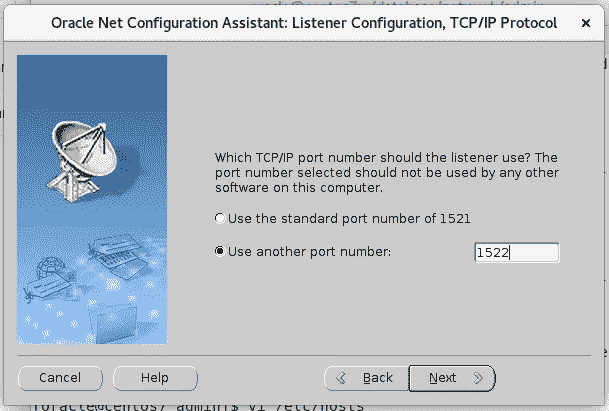 Oracle Net Configuration Assistant: Listener Configuration, TCP/IP Protocol
Which TCP/IP port number should the listener use? The
port number selected should not be used by any other
software on this computer.
Use the standard port number of 1521
Use another port number:
1522
Cancel
Help
Back
Next
[oracle@centos7 admin]$ vi /etc/hosts